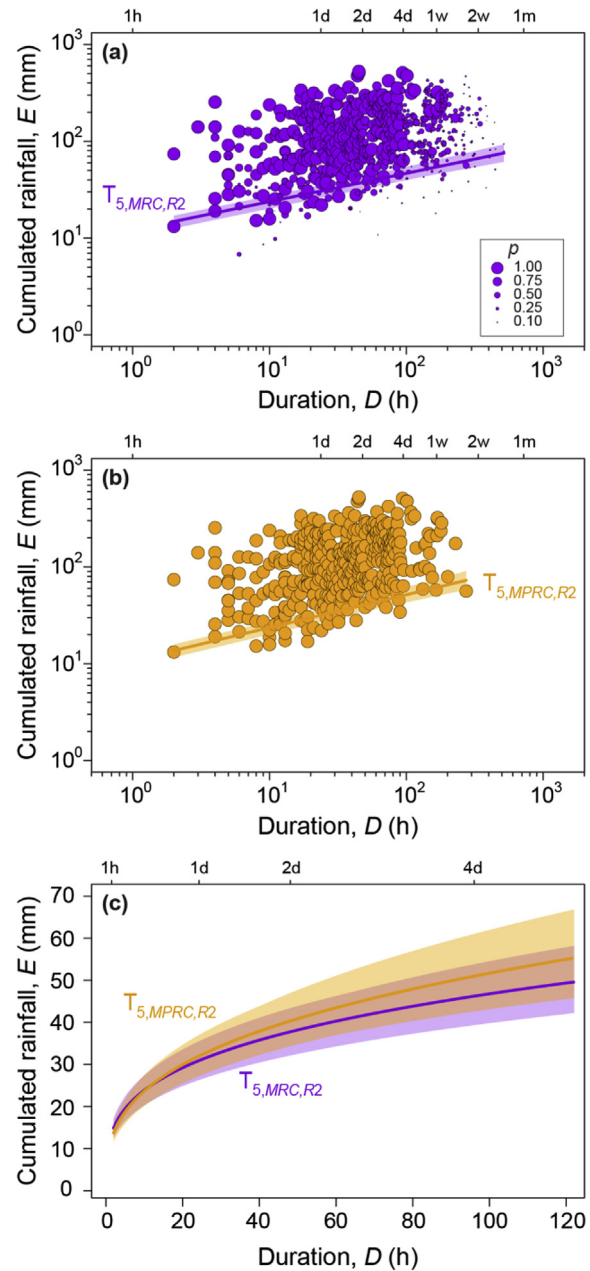 1h 1d 2d 4d 1w 2w 1m
(a)
10³
10²
10¹
10⁰
Cumulated rainfall, E (mm)
T5,MRC,R2
p
1.00
0.75
0.50
0.25
0.10
10⁰ 10¹ 10² 10³
Duration, D (h)
1h 1d 2d 4d 1w 2w 1m
(b)
10³
10²
10¹
10⁰
Cumulated rainfall, E (mm)
T5,MPRC,R2
10⁰ 10¹ 10² 10³
Duration, D (h)
1h 1d 2d 4d
(c)
70
60
50
40
30
20
10
0
Cumulated rainfall, E (mm)
T5,MPRC,R2
T5,MRC,R2
0 20 40 60 80 100 120
Duration, D (h)